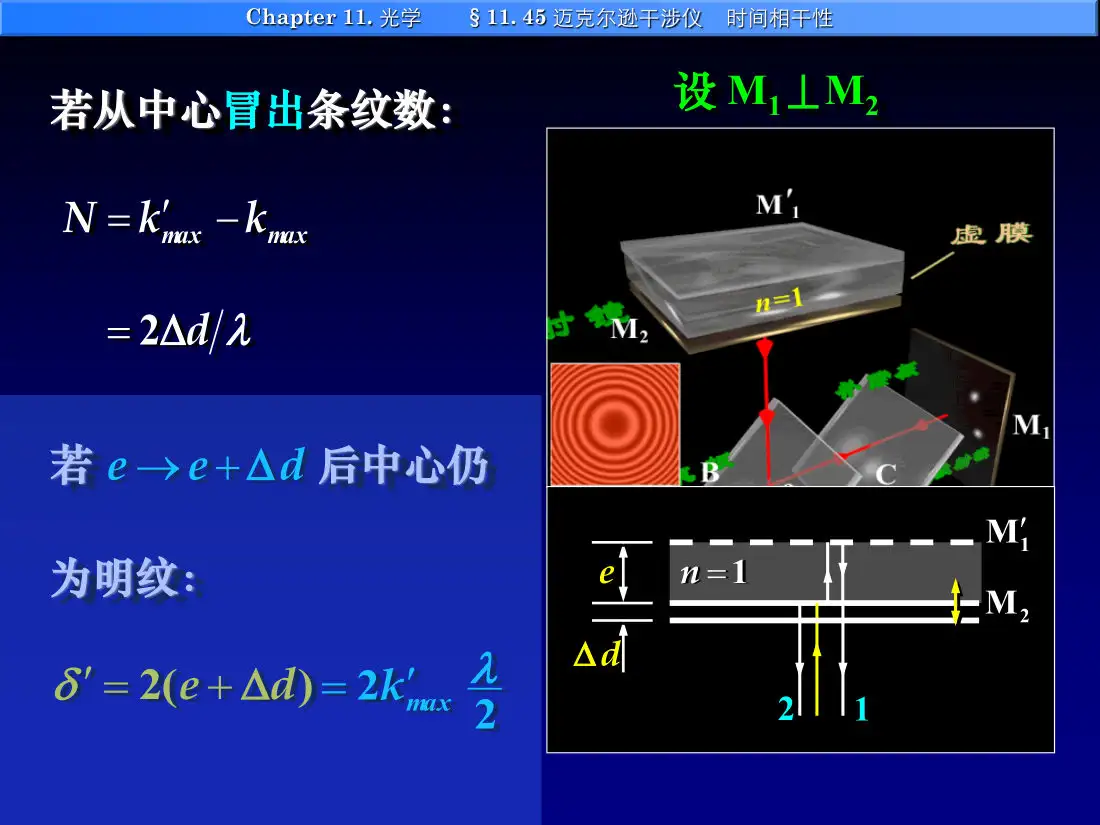 Chapter 11. 光学 § 11. 45 迈克尔逊干涉仪 时间相干性
若从中心冒出条纹数：
N = k′max − kmax
= 2Δd/λ
若 e → e + Δd 后中心仍
为明纹：
δ′ = 2(e + Δd) = 2k′max λ/2
设 M1⊥M2
M′1
虚膜
n=1
M2
M1
B
C
M′1
e
n = 1
M2
Δd
2
1